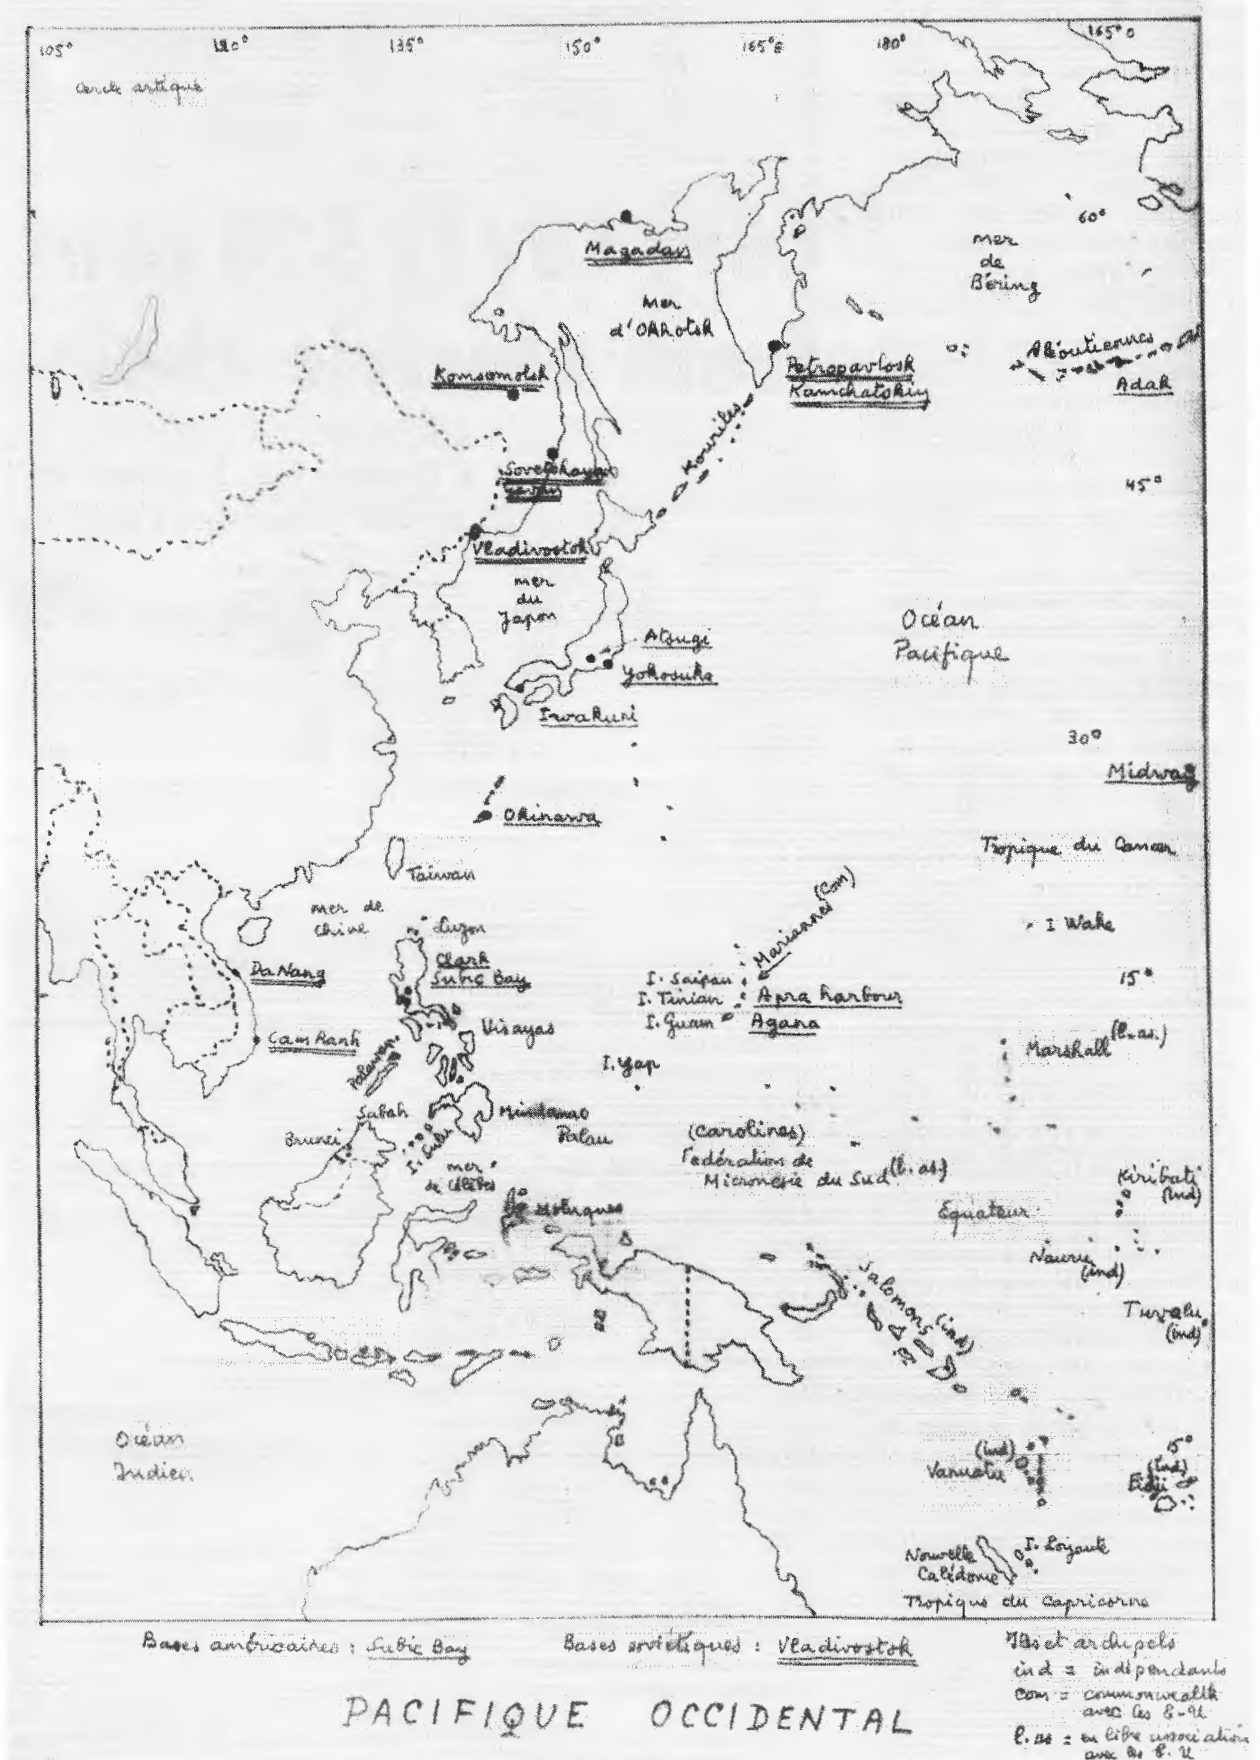 105°
120°
135°
150°
165°E
180°
165°O
Cercle artique
60°
Magadan
mer
de
Béring
Mer
d'OKhotsk
Aléoutiennes
Adak
Komsomolsk
Petropavlosk
Kamchatskiy
Kouriles
45°
Sovetskaya
Vladivostok
mer
du
Japon
Océan
Pacifique
Atsugi
Yokosuka
Iwakuni
30°
Midway
Okinawa
Tropique du Cancer
Taiwan
mer de
Chine
Luzon
Mariannes (Com)
I Wake
Clark
Subic Bay
Da Nang
I. Saipan
I. Tinian
I. Guam
Apra harbour
Agana
15°
Cam Ranh
Visayas
Palawan
Marshall (l.as.)
I. Yap
Sabah
Brunei
I. Sulu
Mindanao
Palau
(Carolines)
Fedération de
Micronesie du Sud (l.as)
mer
de Célèbes
Moluques
Kiribati
(ind)
Equateur
Nauru
(ind)
Salomons (ind)
Tuvalu
(ind)
Océan
Indien
(ind)
Vanuatu
15°
(ind)
Fidji
Nouvelle
Calédonie
I. Loyauté
Tropique du Capricorne
Bases américaires : Subic Bay
Bases soviétiques : Vladivostok
Iles et archipels
ind = indépendants
com = commonwealth
avec les E-U
l.as = en libre association
avec les E-U
PACIFIQUE OCCIDENTAL